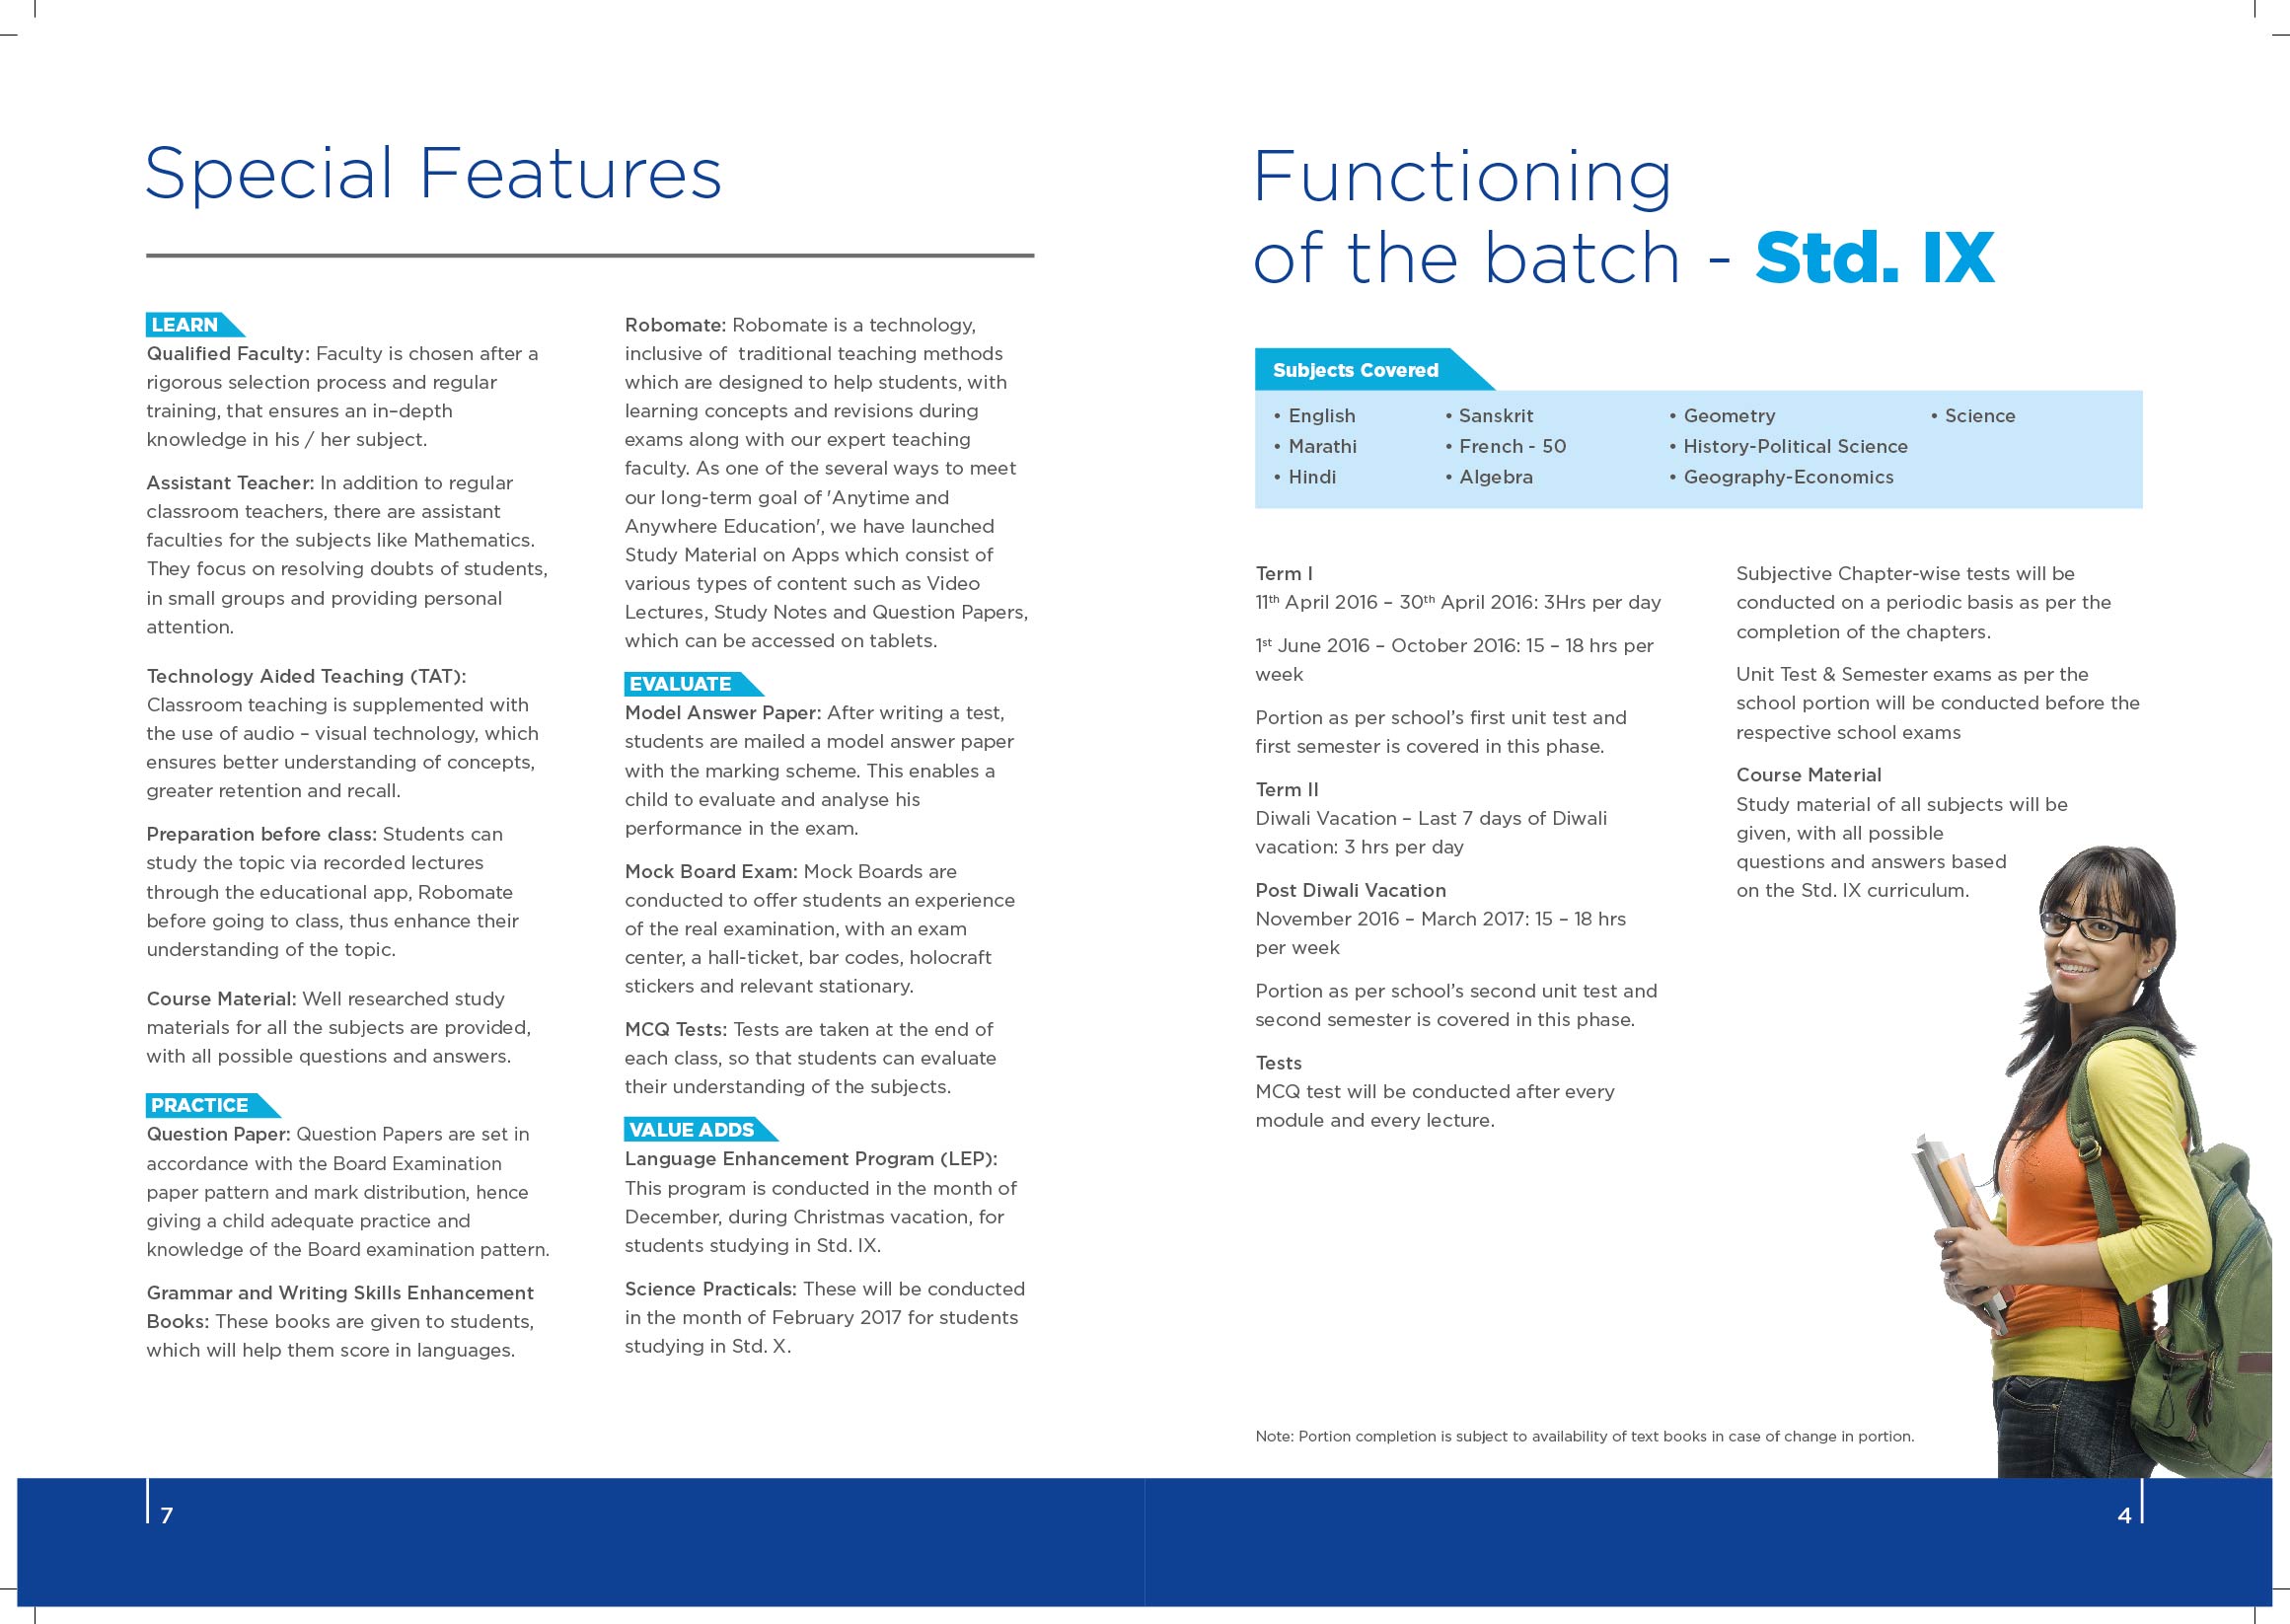 Special Features
LEARN
Qualified Faculty: Faculty is chosen after a
rigorous selection process and regular
training, that ensures an in–depth
knowledge in his / her subject.
Assistant Teacher: In addition to regular
classroom teachers, there are assistant
faculties for the subjects like Mathematics.
They focus on resolving doubts of students,
in small groups and providing personal
attention.
Technology Aided Teaching (TAT):
Classroom teaching is supplemented with
the use of audio – visual technology, which
ensures better understanding of concepts,
greater retention and recall.
Preparation before class: Students can
study the topic via recorded lectures
through the educational app, Robomate
before going to class, thus enhance their
understanding of the topic.
Course Material: Well researched study
materials for all the subjects are provided,
with all possible questions and answers.
PRACTICE
Question Paper: Question Papers are set in
accordance with the Board Examination
paper pattern and mark distribution, hence
giving a child adequate practice and
knowledge of the Board examination pattern.
Grammar and Writing Skills Enhancement
Books: These books are given to students,
which will help them score in languages.
Robomate: Robomate is a technology,
inclusive of  traditional teaching methods
which are designed to help students, with
learning concepts and revisions during
exams along with our expert teaching
faculty. As one of the several ways to meet
our long-term goal of 'Anytime and
Anywhere Education', we have launched
Study Material on Apps which consist of
various types of content such as Video
Lectures, Study Notes and Question Papers,
which can be accessed on tablets.
EVALUATE
Model Answer Paper: After writing a test,
students are mailed a model answer paper
with the marking scheme. This enables a
child to evaluate and analyse his
performance in the exam.
Mock Board Exam: Mock Boards are
conducted to offer students an experience
of the real examination, with an exam
center, a hall-ticket, bar codes, holocraft
stickers and relevant stationary.
MCQ Tests: Tests are taken at the end of
each class, so that students can evaluate
their understanding of the subjects.
VALUE ADDS
Language Enhancement Program (LEP):
This program is conducted in the month of
December, during Christmas vacation, for
students studying in Std. IX.
Science Practicals: These will be conducted
in the month of February 2017 for students
studying in Std. X.
7
Functioning
of the batch - Std. IX
Subjects Covered
• English
• Marathi
• Hindi
• Sanskrit
• French - 50
• Algebra
• Geometry
• History-Political Science
• Geography-Economics
• Science
Term I
11th April 2016 – 30th April 2016: 3Hrs per day
1st June 2016 – October 2016: 15 – 18 hrs per
week
Portion as per school’s first unit test and
first semester is covered in this phase.
Term II
Diwali Vacation – Last 7 days of Diwali
vacation: 3 hrs per day
Post Diwali Vacation
November 2016 – March 2017: 15 – 18 hrs
per week
Portion as per school’s second unit test and
second semester is covered in this phase.
Tests
MCQ test will be conducted after every
module and every lecture.
Subjective Chapter-wise tests will be
conducted on a periodic basis as per the
completion of the chapters.
Unit Test & Semester exams as per the
school portion will be conducted before the
respective school exams
Course Material
Study material of all subjects will be
given, with all possible
questions and answers based
on the Std. IX curriculum.
Note: Portion completion is subject to availability of text books in case of change in portion.
4